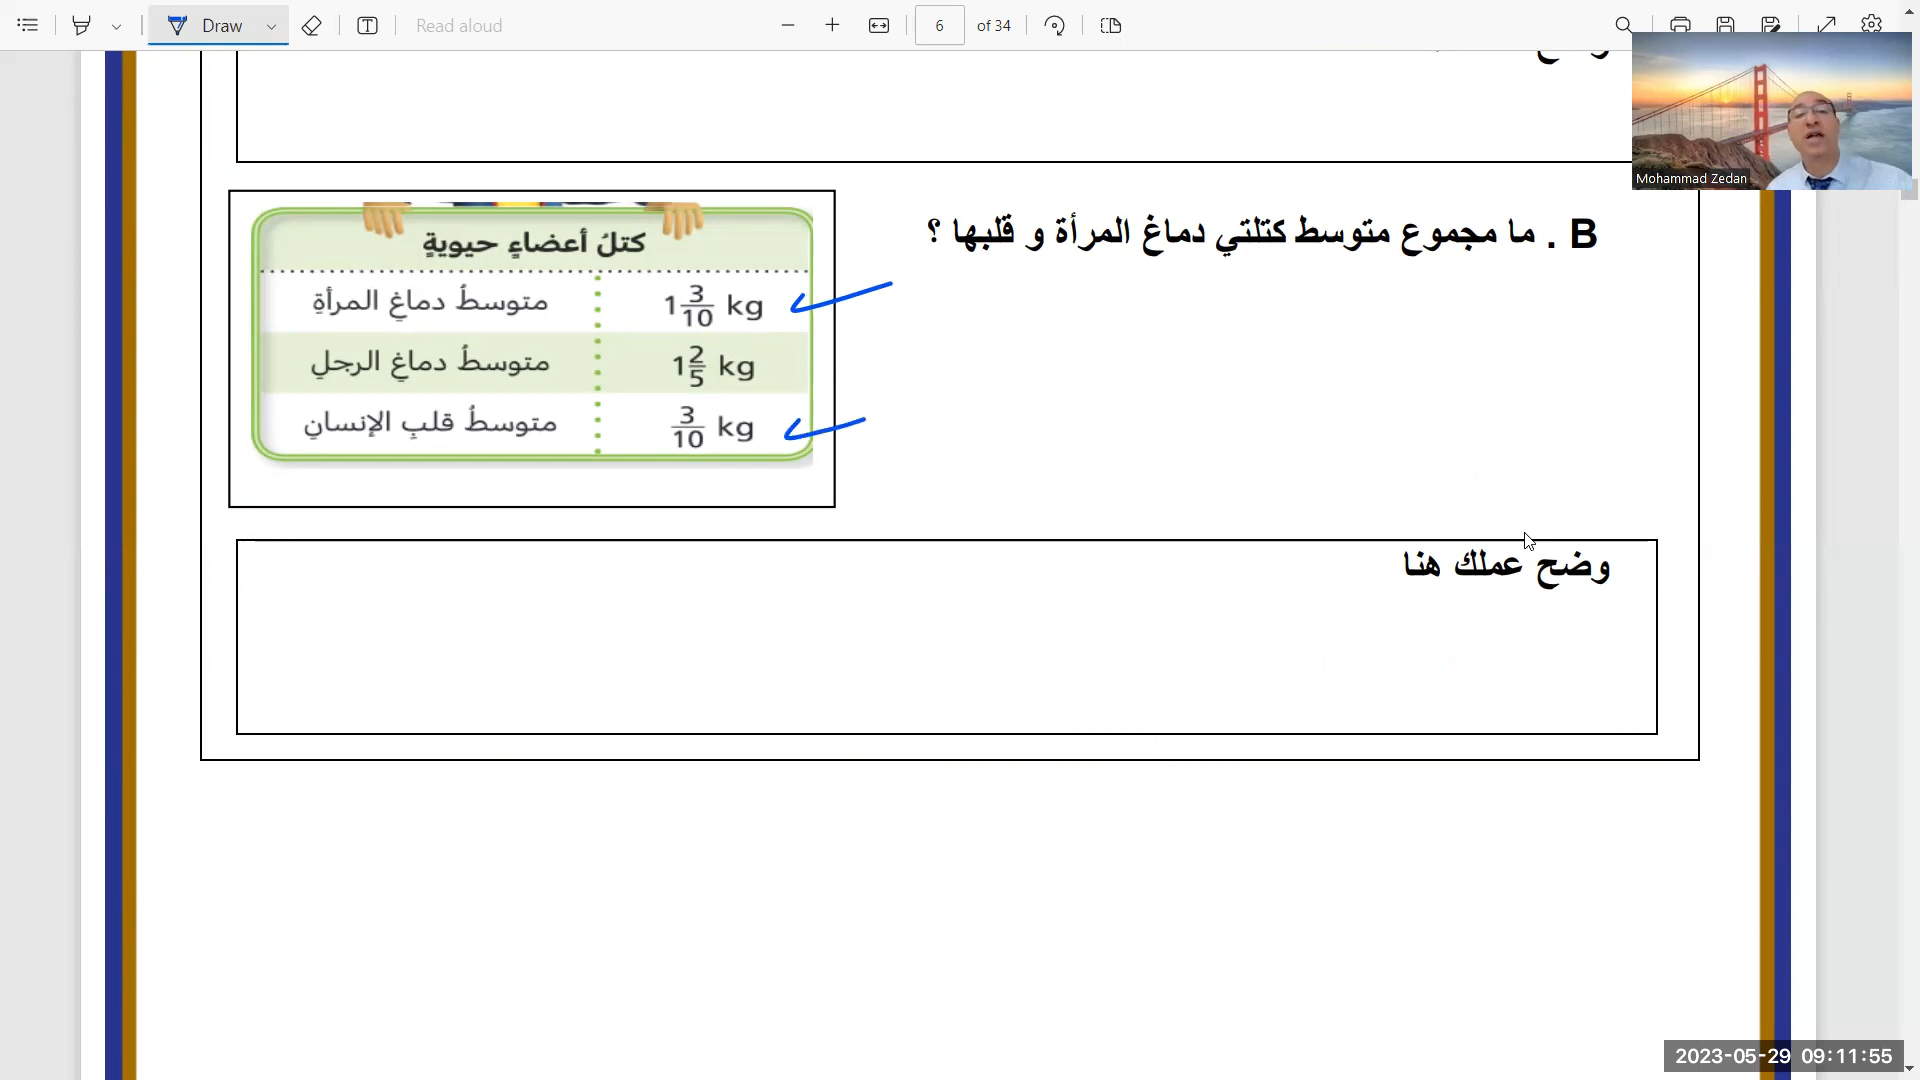 Draw
Read aloud
6
of 34
Mohammad Zedan
B . ما مجموع متوسط كتلتي دماغ المرأة و قلبها ؟
كتلُ أعضاءٍ حيويةٍ
متوسطُ دماغِ المرأةِ 1 3/10 kg
متوسطُ دماغِ الرجلِ 1 2/5 kg
متوسطُ قلبِ الإنسانِ 3/10 kg
وضح عملك هنا
2023-05-29 09:11:55